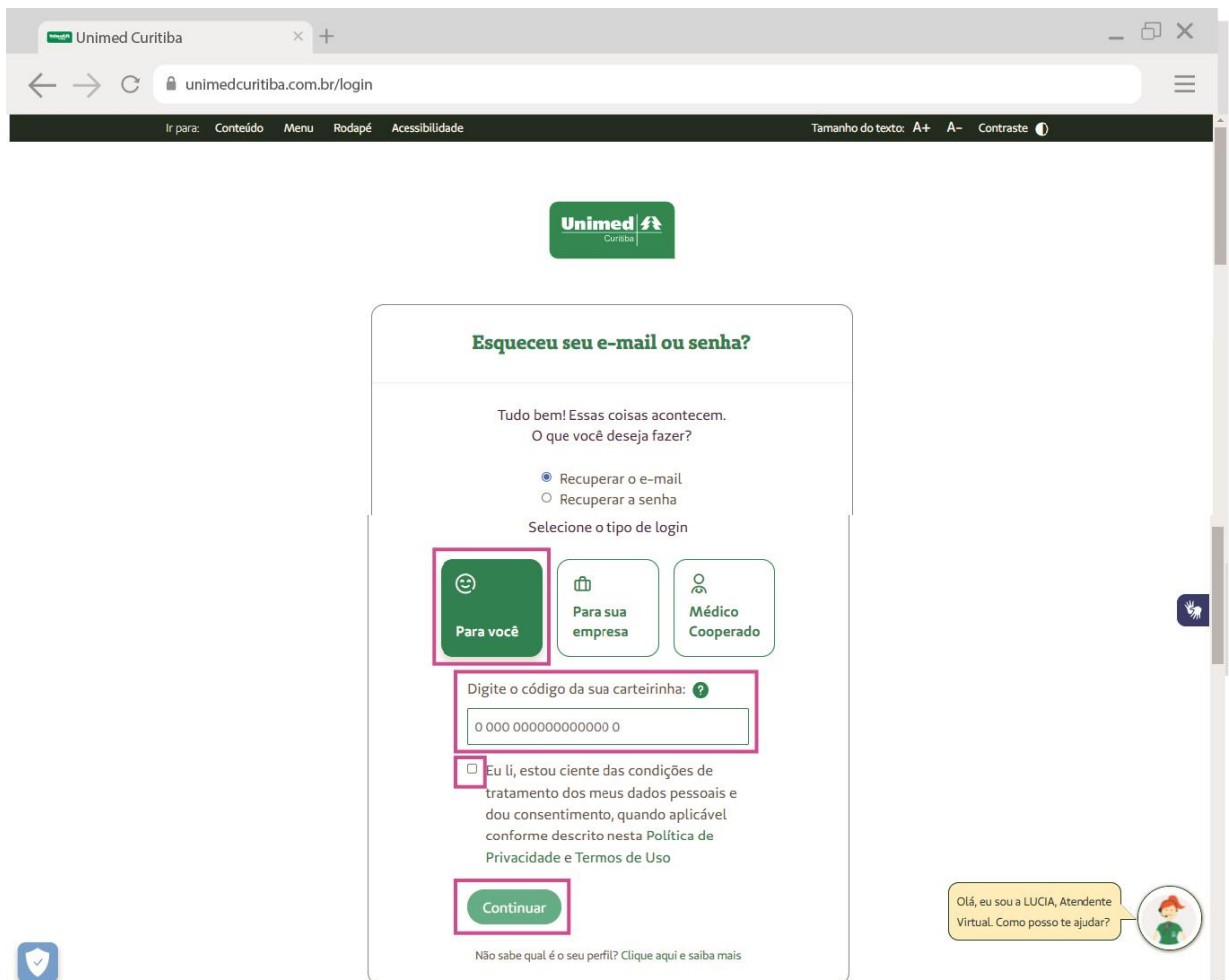 Unimed Curitiba
unimedcuritiba.com.br/login
Ir para: Conteúdo Menu Rodapé Acessibilidade Tamanho do texto: A+ A- Contraste
Unimed
Curitiba
Esqueceu seu e-mail ou senha?
Tudo bem! Essas coisas acontecem.
O que você deseja fazer?
Recuperar o e-mail
Recuperar a senha
Selecione o tipo de login
Para você
Para sua
empresa
Médico
Cooperado
Digite o código da sua carteirinha: ?
0 000 000000000000 0
Eu li, estou ciente das condições de
tratamento dos meus dados pessoais e
dou consentimento, quando aplicável
conforme descrito nesta Política de
Privacidade e Termos de Uso
Continuar
Não sabe qual é o seu perfil? Clique aqui e saiba mais
Olá, eu sou a LUCIA, Atendente
Virtual. Como posso te ajudar?